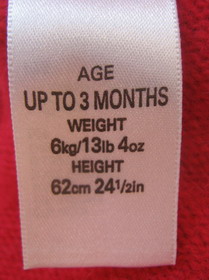 AGE
UP TO 3 MONTHS
WEIGHT
6kg/13lb 4oz
HEIGHT
62cm 24½in